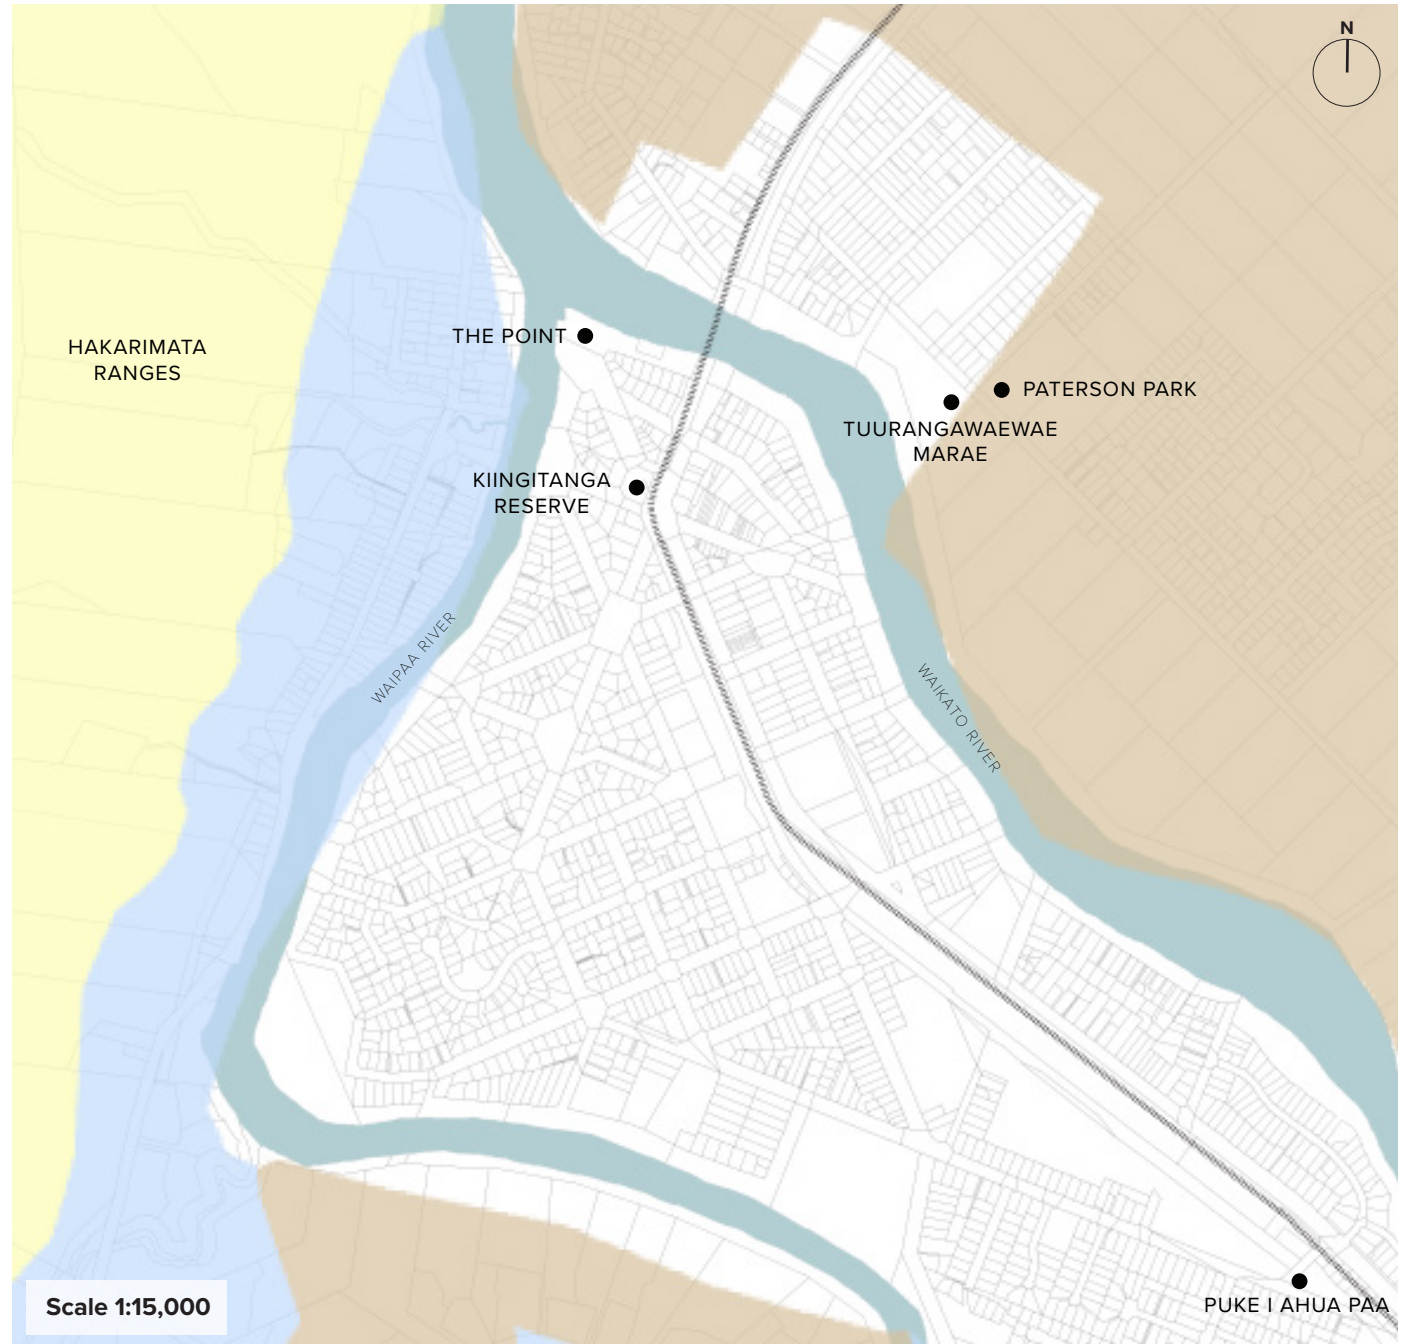 N
HAKARIMATA
RANGES
THE POINT
PATERSON PARK
TUURANGAWAEWAE
MARAE
KIINGITANGA
RESERVE
WAIPAA RIVER
WAIKATO RIVER
Scale 1:15,000
PUKE I AHUA PAA